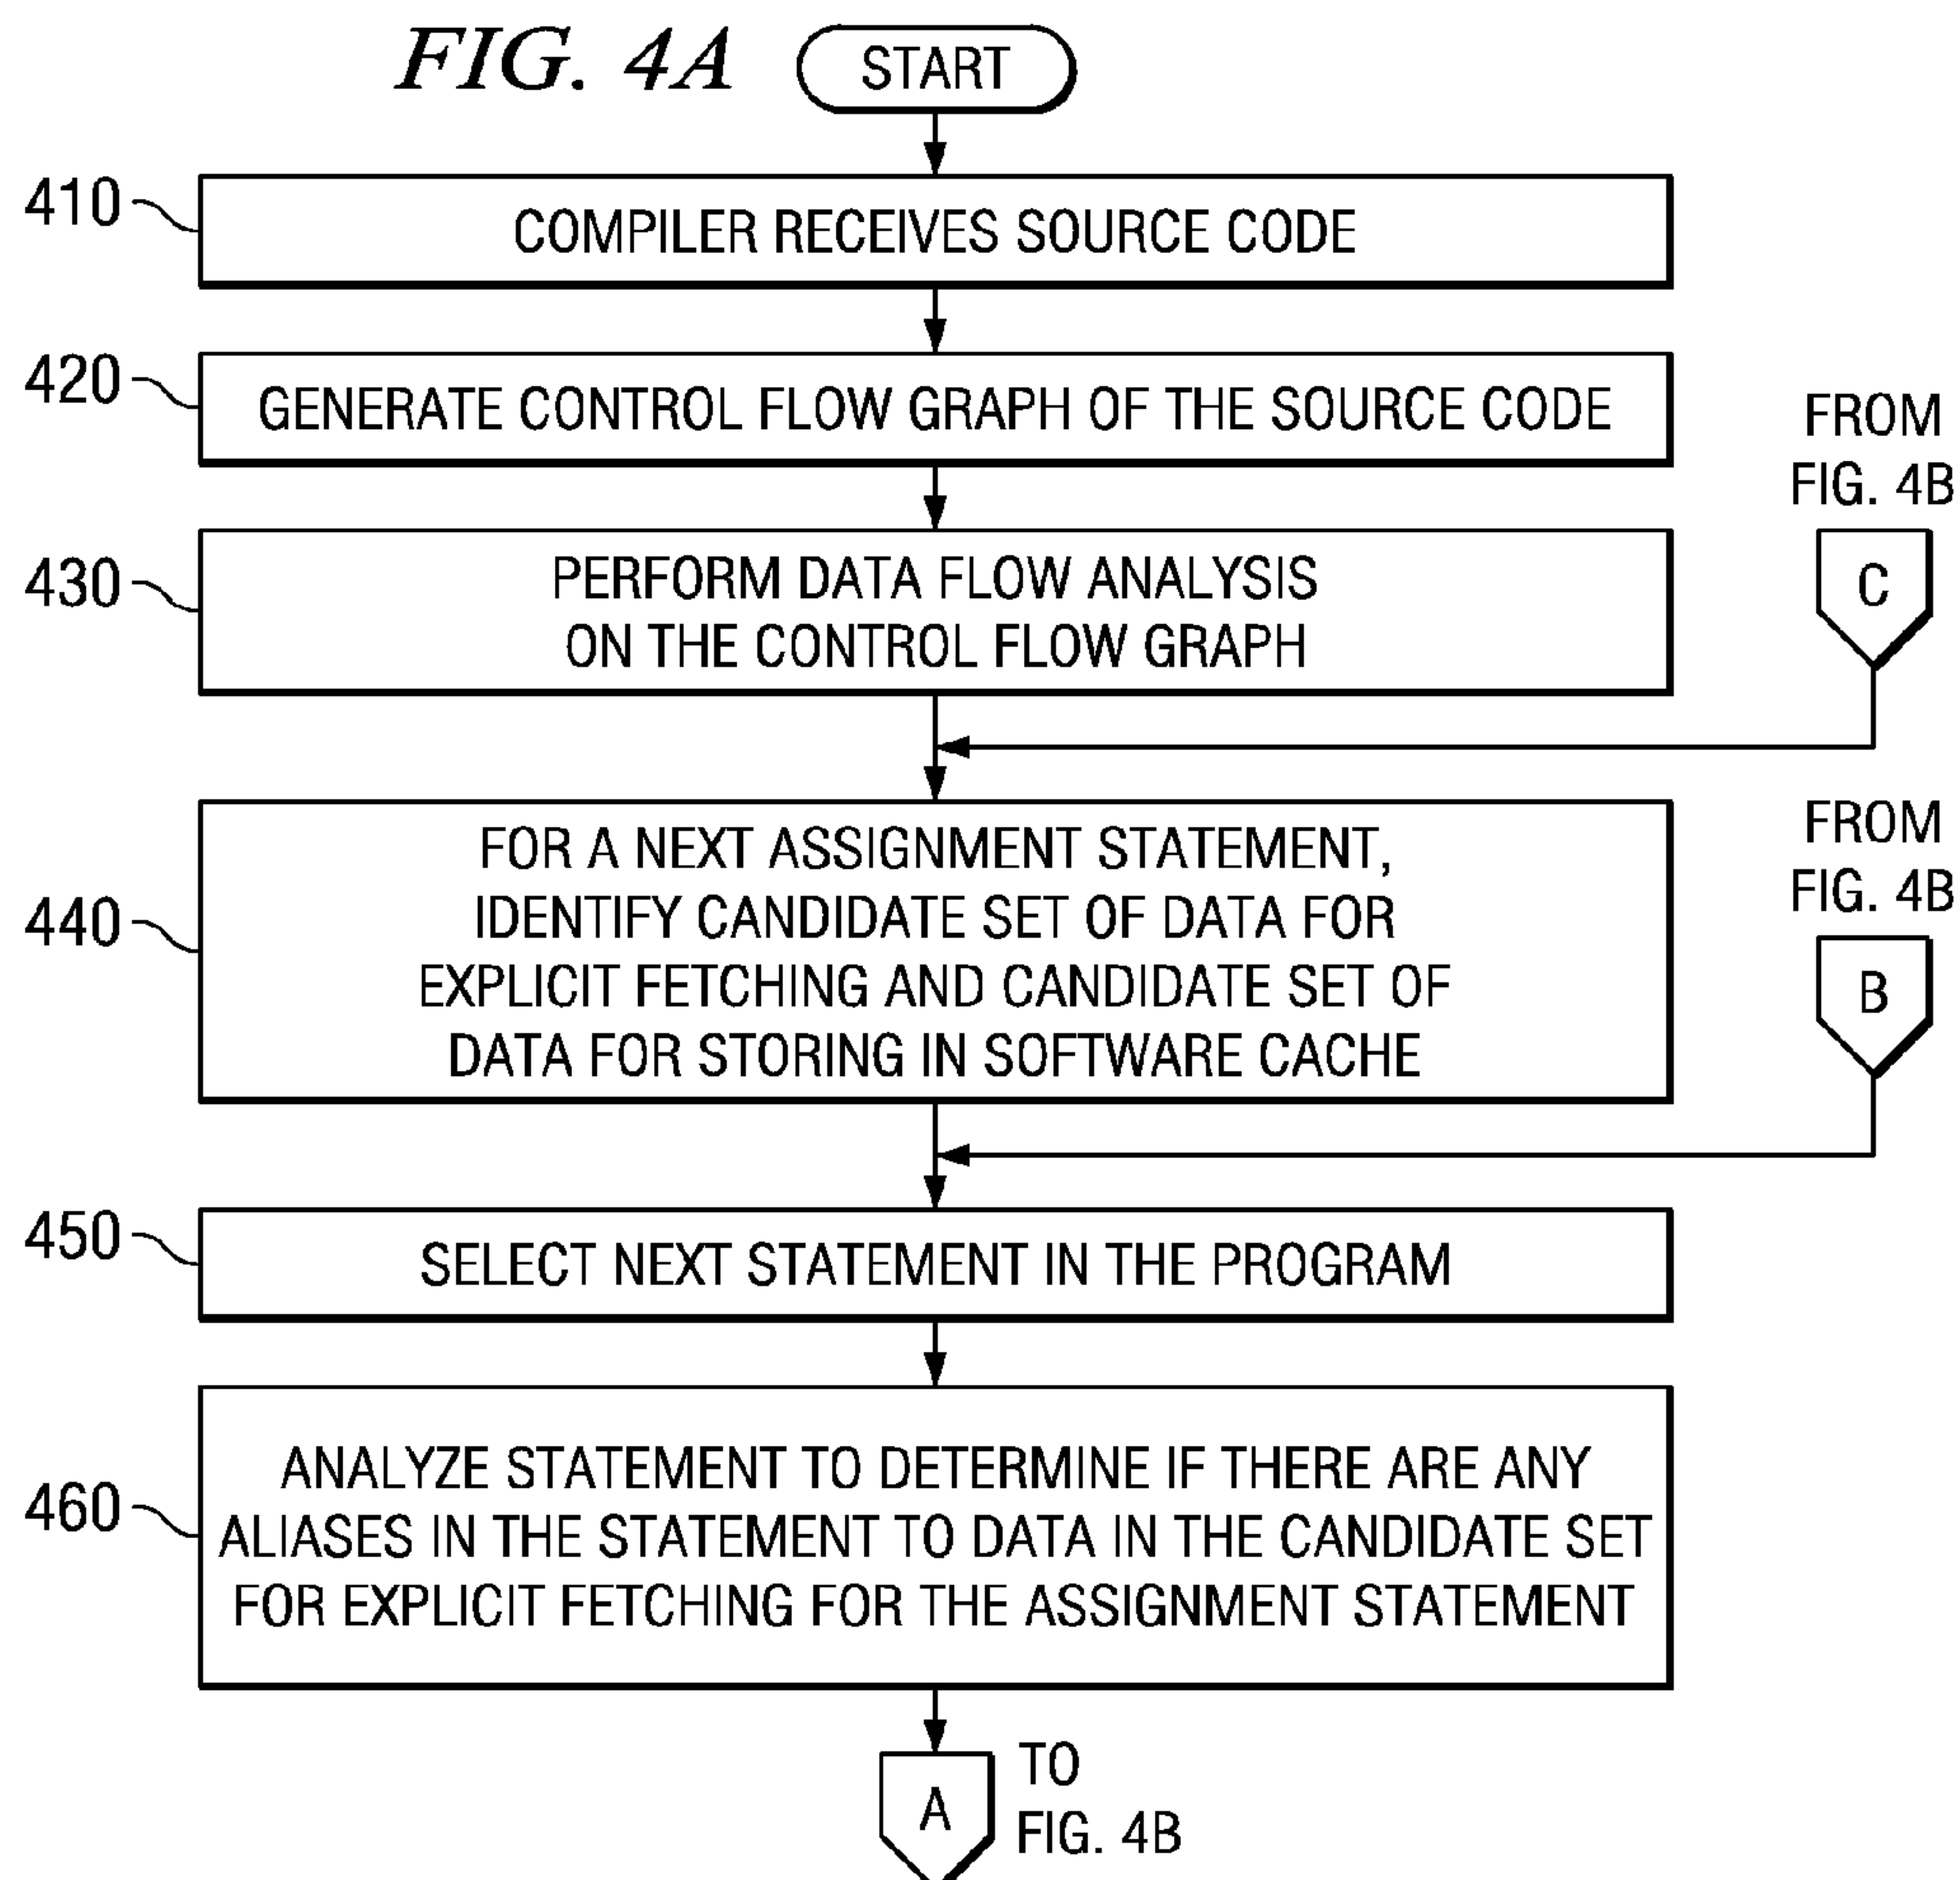 FIG. 4A
START
410
COMPILER RECEIVES SOURCE CODE
420
GENERATE CONTROL FLOW GRAPH OF THE SOURCE CODE
FROM
FIG. 4B
C
430
PERFORM DATA FLOW ANALYSIS
ON THE CONTROL FLOW GRAPH
440
FOR A NEXT ASSIGNMENT STATEMENT,
IDENTIFY CANDIDATE SET OF DATA FOR
EXPLICIT FETCHING AND CANDIDATE SET OF
DATA FOR STORING IN SOFTWARE CACHE
FROM
FIG. 4B
B
450
SELECT NEXT STATEMENT IN THE PROGRAM
460
ANALYZE STATEMENT TO DETERMINE IF THERE ARE ANY
ALIASES IN THE STATEMENT TO DATA IN THE CANDIDATE SET
FOR EXPLICIT FETCHING FOR THE ASSIGNMENT STATEMENT
A
TO
FIG. 4B